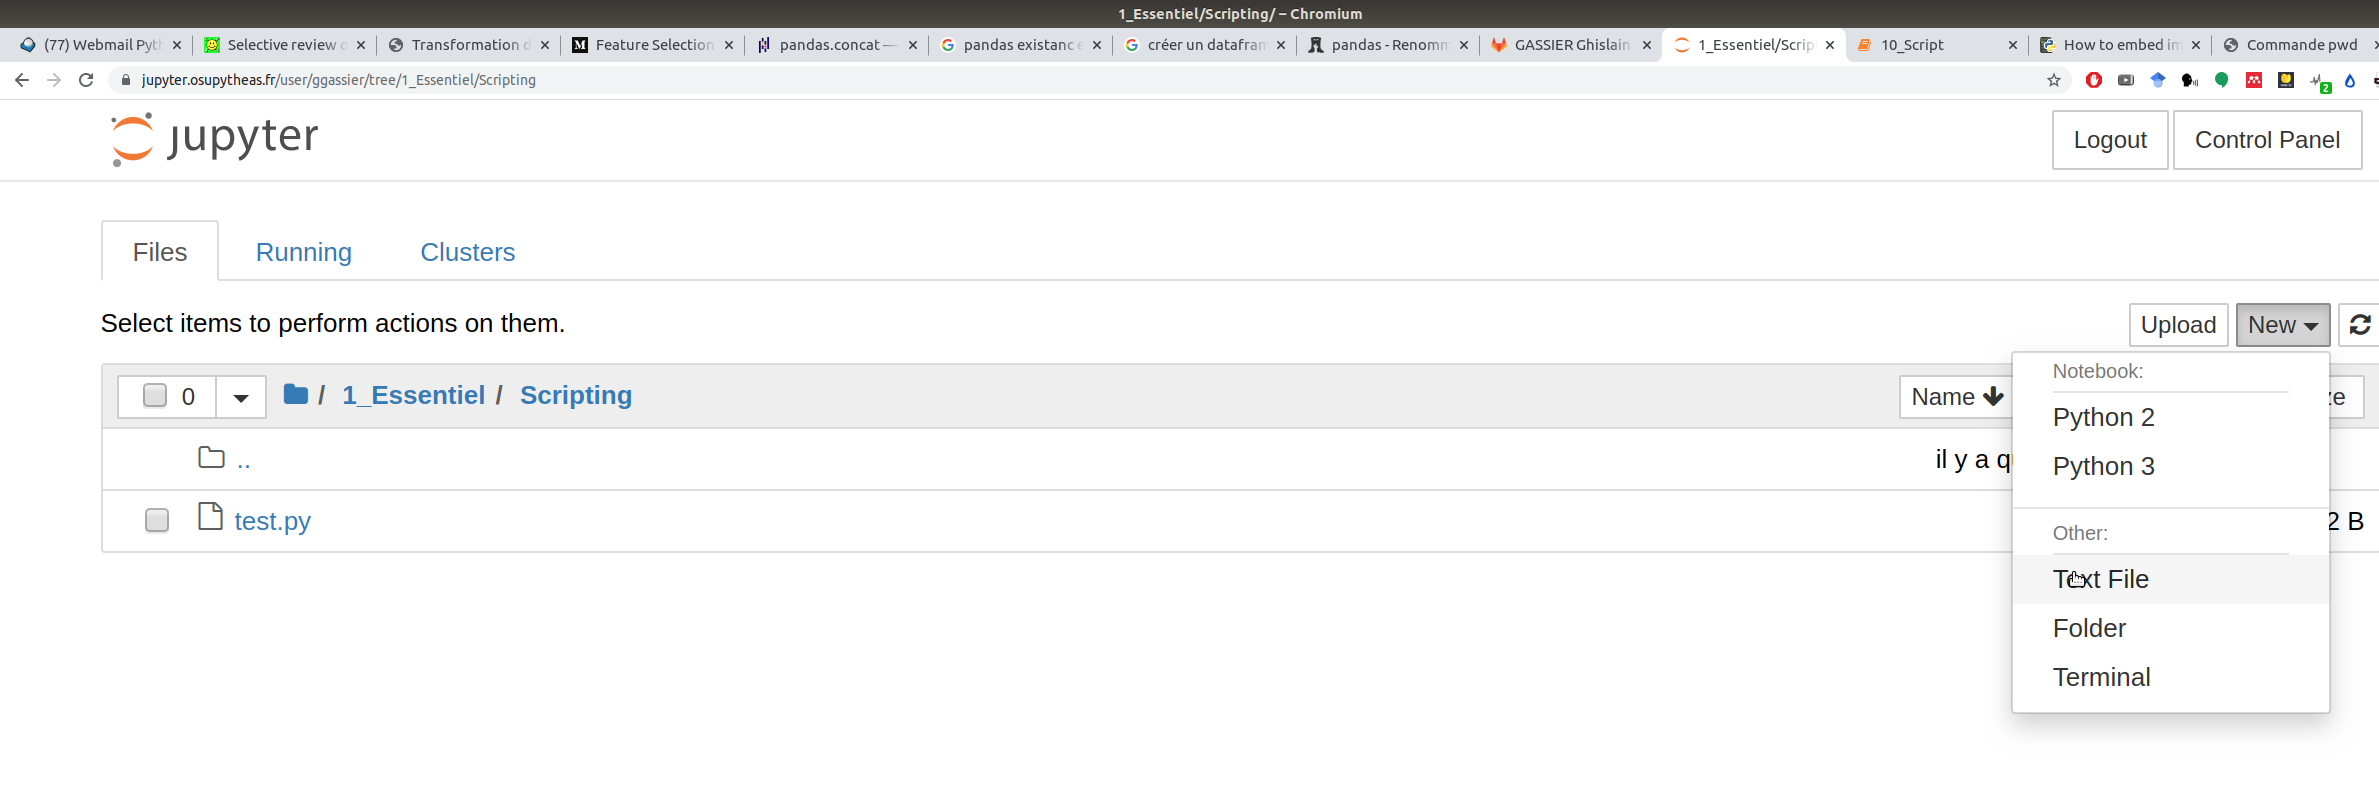 1_Essentiel/Scripting/ – Chromium
(77) Webmail Pyth
Selective review o
Transformation d
Feature Selection
pandas.concat —
pandas existanc e
créer un datafram
pandas - Renomm
GASSIER Ghislain
1_Essentiel/Scrip
10_Script
How to embed im
Commande pwd
jupyter.osupytheas.fr/user/ggassier/tree/1_Essentiel/Scripting
2
jupyter
Logout
Control Panel
Files
Running
Clusters
Select items to perform actions on them.
Upload
New
0
/ 1_Essentiel / Scripting
Name
ze
..
il y a q
test.py
2 B
Notebook:
Python 2
Python 3
Other:
Text File
Folder
Terminal